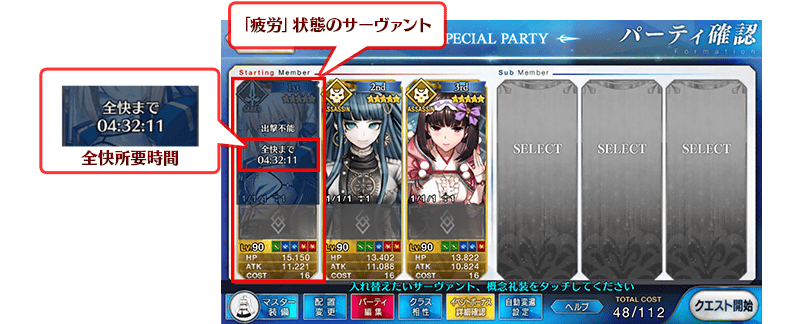 「疲労」状態のサーヴァント
SPECIAL PARTY
パーティ確認
Formation
Starting Member
Sub Member
1st
2nd
3rd
ASSASSIN
ASSASSIN
全快まで
04:32:11
全快所要時間
出撃不能
全快まで
04:32:11
SELECT
SELECT
SELECT
1/1/1
1/1/1
1/1/1
Lv.90
HP 15,150
ATK 11,221
COST 16
Lv.90
HP 13,402
ATK 11,088
COST 16
Lv.90
HP 13,822
ATK 10,824
COST 16
入れ替えたいサーヴァント、概念礼装をタッチしてください
マスター
装備
配置
変更
パーティ
編集
クラス
相性
イベントボーナス
詳細確認
自動変遷
設定
ヘルプ
TOTAL COST
48/112
クエスト開始